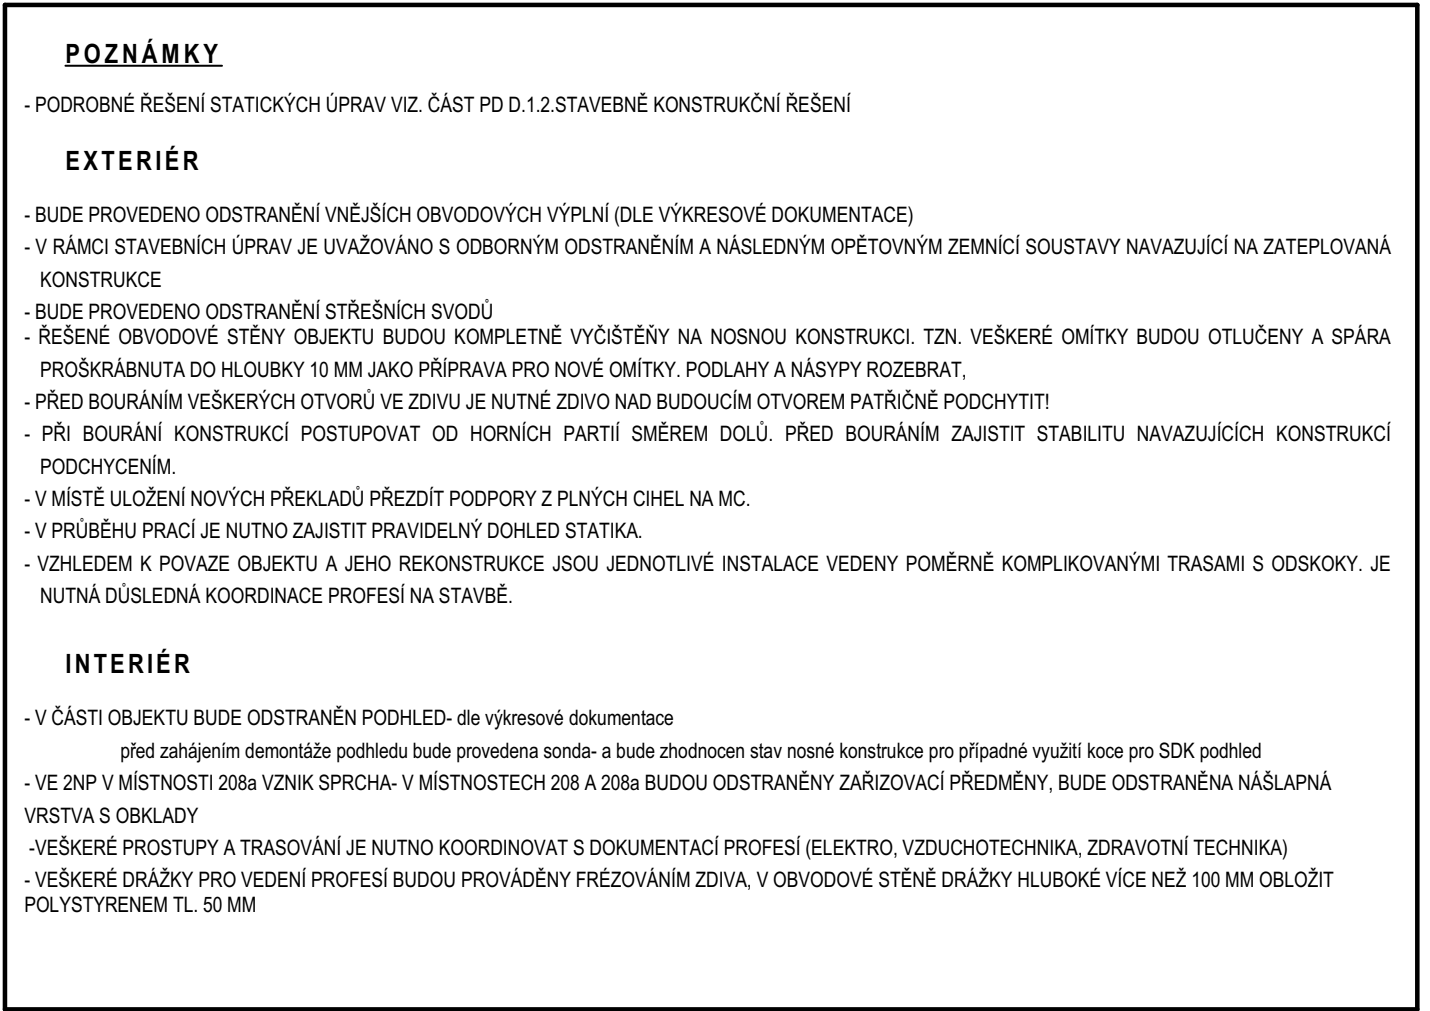 POZNÁMKY
- PODROBNÉ ŘEŠENÍ STATICKÝCH ÚPRAV VIZ. ČÁST PD D.1.2.STAVEBNĚ KONSTRUKČNÍ ŘEŠENÍ
EXTERIÉR
- BUDE PROVEDENO ODSTRANĚNÍ VNĚJŠÍCH OBVODOVÝCH VÝPLNÍ (DLE VÝKRESOVÉ DOKUMENTACE)
- V RÁMCI STAVEBNÍCH ÚPRAV JE UVAŽOVÁNO S ODBORNÝM ODSTRANĚNÍM A NÁSLEDNÝM OPĚTOVNÝM ZEMNÍCÍ SOUSTAVY NAVAZUJÍCÍ NA ZATEPLOVANÁ
KONSTRUKCE
- BUDE PROVEDENO ODSTRANĚNÍ STŘEŠNÍCH SVODŮ
- ŘEŠENÉ OBVODOVÉ STĚNY OBJEKTU BUDOU KOMPLETNĚ VYČIŠTĚŇY NA NOSNOU KONSTRUKCI. TZN. VEŠKERÉ OMÍTKY BUDOU OTLUČENY A SPÁRA
PROŠKRÁBNUTA DO HLOUBKY 10 MM JAKO PŘÍPRAVA PRO NOVÉ OMÍTKY. PODLAHY A NÁSYPY ROZEBRAT,
- PŘED BOURÁNÍM VEŠKERÝCH OTVORŮ VE ZDIVU JE NUTNÉ ZDIVO NAD BUDOUCÍM OTVOREM PATŘIČNĚ PODCHYTIT!
- PŘI BOURÁNÍ KONSTRUKCÍ POSTUPOVAT OD HORNÍCH PARTIÍ SMĚREM DOLŮ. PŘED BOURÁNÍM ZAJISTIT STABILITU NAVAZUJÍCÍCH KONSTRUKCÍ
PODCHYCENÍM.
- V MÍSTĚ ULOŽENÍ NOVÝCH PŘEKLADŮ PŘEZDÍT PODPORY Z PLNÝCH CIHEL NA MC.
- V PRŮBĚHU PRACÍ JE NUTNO ZAJISTIT PRAVIDELNÝ DOHLED STATIKA.
- VZHLEDEM K POVAZE OBJEKTU A JEHO REKONSTRUKCE JSOU JEDNOTLIVÉ INSTALACE VEDENY POMĚRNĚ KOMPLIKOVANÝMI TRASAMI S ODSKOKY. JE
NUTNÁ DŮSLEDNÁ KOORDINACE PROFESÍ NA STAVBĚ.
INTERIÉR
- V ČÁSTI OBJEKTU BUDE ODSTRANĚN PODHLED- dle výkresové dokumentace
před zahájením demontáže podhledu bude provedena sonda- a bude zhodnocen stav nosné konstrukce pro případné využití koce pro SDK podhled
- VE 2NP V MÍSTNOSTI 208a VZNIK SPRCHA- V MÍSTNOSTECH 208 A 208a BUDOU ODSTRANĚNY ZAŘIZOVACÍ PŘEDMĚNY, BUDE ODSTRANĚNA NÁŠLAPNÁ
VRSTVA S OBKLADY
-VEŠKERÉ PROSTUPY A TRASOVÁNÍ JE NUTNO KOORDINOVAT S DOKUMENTACÍ PROFESÍ (ELEKTRO, VZDUCHOTECHNIKA, ZDRAVOTNÍ TECHNIKA)
- VEŠKERÉ DRÁŽKY PRO VEDENÍ PROFESÍ BUDOU PROVÁDĚNY FRÉZOVÁNÍM ZDIVA, V OBVODOVÉ STĚNĚ DRÁŽKY HLUBOKÉ VÍCE NEŽ 100 MM OBLOŽIT
POLYSTYRENEM TL. 50 MM